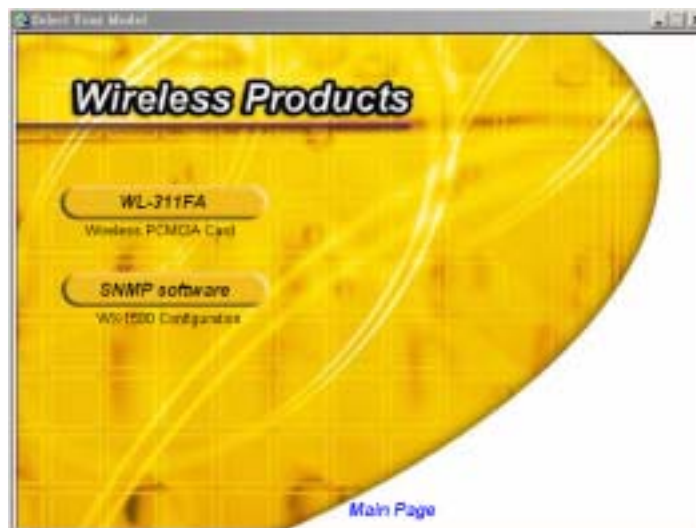 Select Your Model
Wireless Products
WL-311FA
Wireless PCMCIA Card
SNMP software
WX-1500 Configuration
Main Page